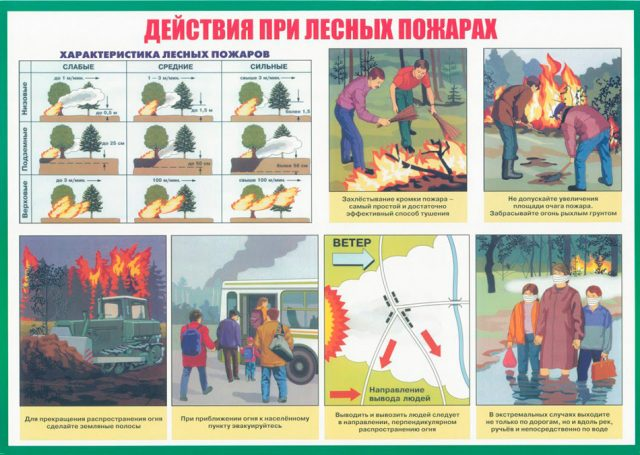 ДЕЙСТВИЯ ПРИ ЛЕСНЫХ ПОЖАРАХ
ХАРАКТЕРИСТИКА ЛЕСНЫХ ПОЖАРОВ
СЛАБЫЕ СРЕДНИЕ СИЛЬНЫЕ
Низовые
до 1 м/мин. 1 – 3 м/мин. свыше 3 м/мин.
до 0,5 м до 1,5 м более 1,5
Подземные
до 25 см до 50 см более 50 см
Верховые
до 3 м/мин. 100 м/мин. свыше 100 м/мин.
Захлёстывание кромки пожара –
самый простой и достаточно
эффективный способ тушения
Не допускайте увеличения
площади очага пожара.
Забрасывайте огонь рыхлым грунтом
Для прекращения распространения огня
сделайте земляные полосы
При приближении огня к населённому
пункту эвакуируйтесь
ВЕТЕР
Направление
вывода людей
Выводить и вывозить людей следует
в направлении, перпендикулярном
распространению огня
В экстремальных случаях выходите
не только по дорогам, но и вдоль рек,
ручьёв и непосредственно по воде